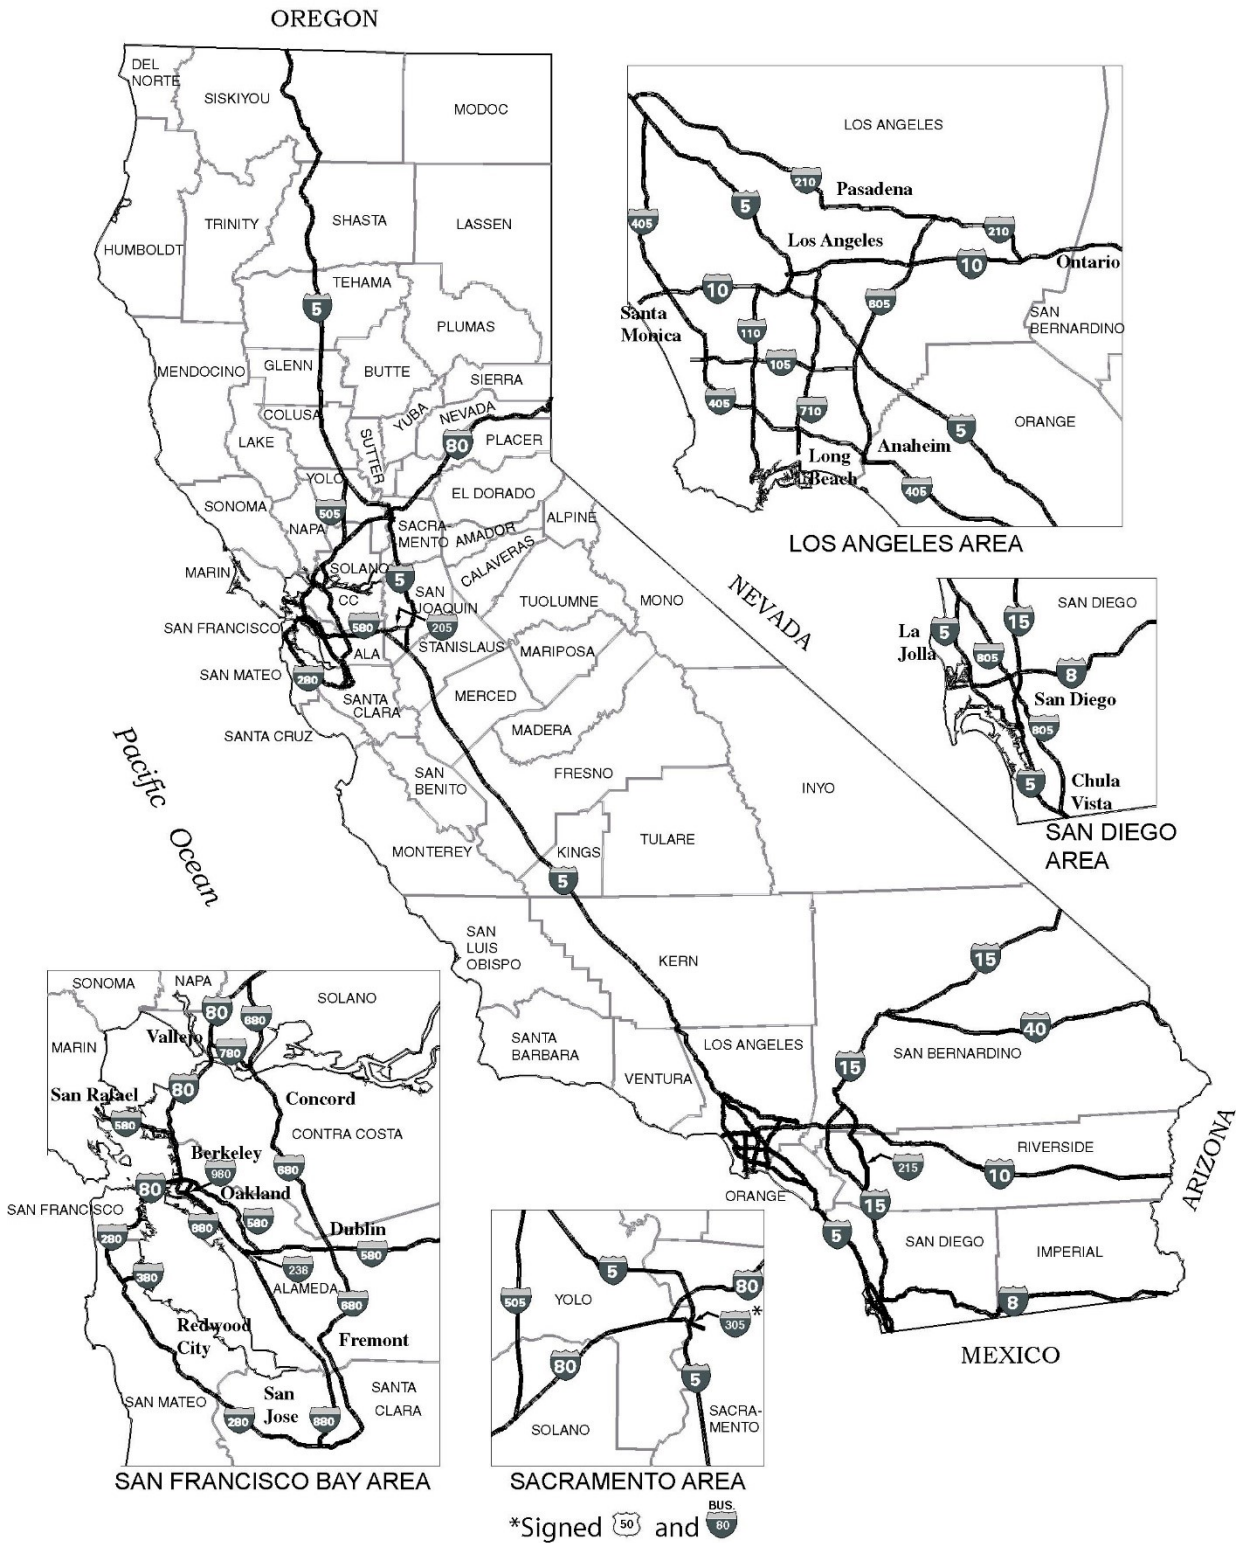 OREGON
DEL
NORTE
SISKIYOU
MODOC
TRINITY
SHASTA
LASSEN
HUMBOLDT
TEHAMA
5
PLUMAS
MENDOCINO
GLENN
BUTTE
SIERRA
COLUSA
YUBA
NEVADA
LAKE
SUTTER
80
PLACER
YOLO
EL DORADO
SONOMA
505
NAPA
SACRA-
MENTO
AMADOR
ALPINE
SOLANO
CALAVERAS
MARIN
5
CC
SAN
JOAQUIN
TUOLUMNE
MONO
SAN FRANCISCO
580
205
ALA
STANISLAUS
MARIPOSA
SAN MATEO
280
SANTA
CLARA
MERCED
SANTA CRUZ
MADERA
SAN
BENITO
FRESNO
INYO
MONTEREY
KINGS
TULARE
5
Pacific Ocean
NEVADA
SAN
LUIS
OBISPO
KERN
15
40
SANTA
BARBARA
VENTURA
LOS ANGELES
SAN BERNARDINO
15
RIVERSIDE
215
10
ORANGE
15
5
SAN DIEGO
IMPERIAL
8
ARIZONA
MEXICO
LOS ANGELES
210
Pasadena
5
405
Los Angeles
210
10
Ontario
10
Santa
Monica
605
SAN
BERNARDINO
110
105
405
710
5
ORANGE
Anaheim
Long
Beach
405
LOS ANGELES AREA
SAN DIEGO
15
5
La
Jolla
805
8
San Diego
805
5
Chula
Vista
SAN DIEGO
AREA
SONOMA
NAPA
SOLANO
80
680
Vallejo
MARIN
780
80
San Rafael
Concord
580
CONTRA COSTA
Berkeley
980
680
80
Oakland
SAN FRANCISCO
580
880
Dublin
280
580
238
380
ALAMEDA
680
Redwood
City
Fremont
SAN MATEO
San
Jose
SANTA
CLARA
280
880
SAN FRANCISCO BAY AREA
5
80
505
YOLO
305
*
80
5
SOLANO
SACRA-
MENTO
SACRAMENTO AREA
*Signed 50 and BUS. 80